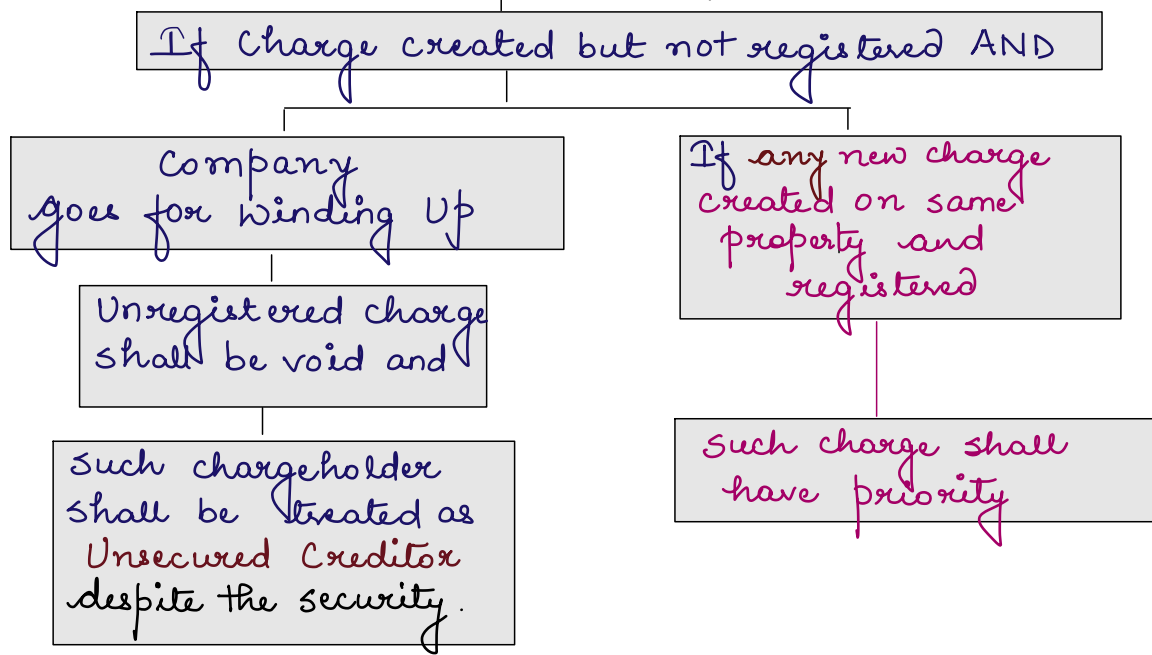 If Charge created but not registered AND
Company
goes for Winding Up
Unregistered charge
shall be void and
Such chargeholder
shall be treated as
Unsecured Creditor
despite the security.
If any new charge
created on same
property and
registered
Such charge shall
have priority